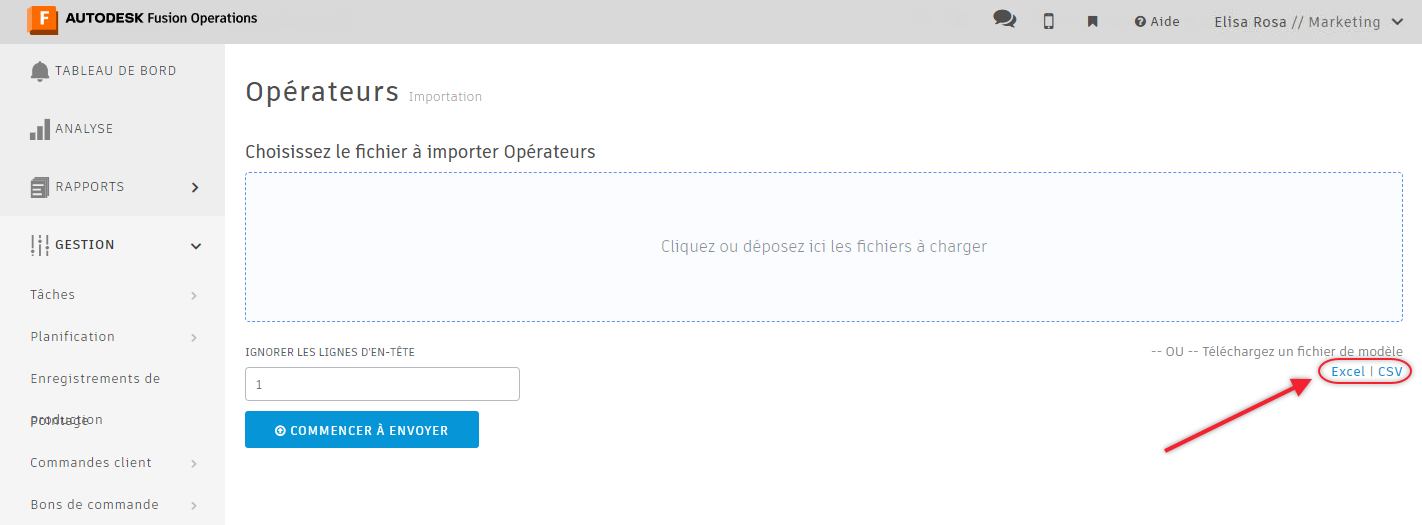 F AUTODESK Fusion Operations
Aide
Elisa Rosa // Marketing
TABLEAU DE BORD
ANALYSE
RAPPORTS
GESTION
Tâches
Planification
Enregistrements de
production
Pointage
Commandes client
Bons de commande
Opérateurs Importation
Choisissez le fichier à importer Opérateurs
Cliquez ou déposez ici les fichiers à charger
IGNORER LES LIGNES D'EN-TÊTE
1
COMMENCER À ENVOYER
-- OU -- Téléchargez un fichier de modèle
Excel | CSV